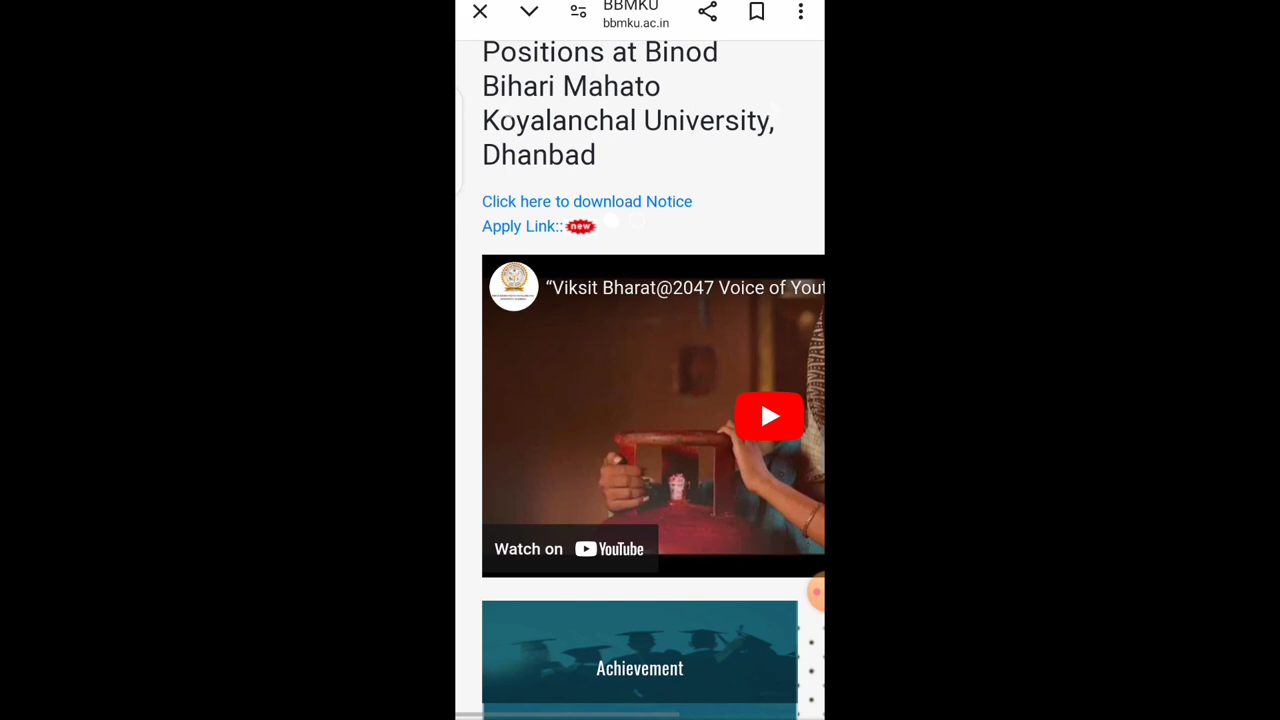 BBMKU
bbmku.ac.in
Positions at Binod
Bihari Mahato
Koyalanchal University,
Dhanbad
Click here to download Notice
Apply Link:: new
“Viksit Bharat@2047 Voice of Yout
Watch on YouTube
Achievement